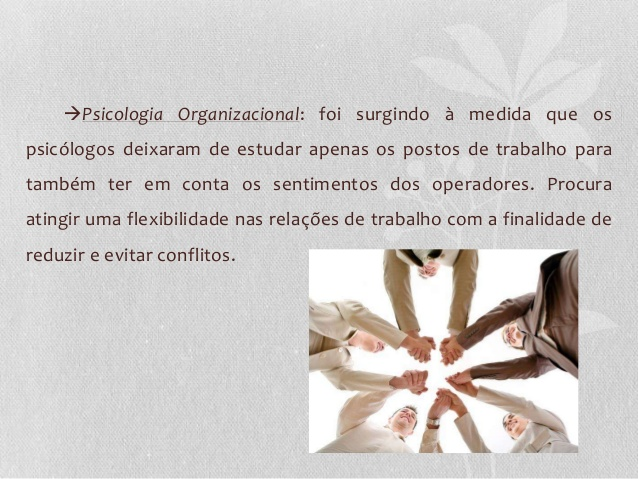 →Psicologia Organizacional: foi surgindo à medida que os
psicólogos deixaram de estudar apenas os postos de trabalho para
também ter em conta os sentimentos dos operadores. Procura
atingir uma flexibilidade nas relações de trabalho com a finalidade de
reduzir e evitar conflitos.